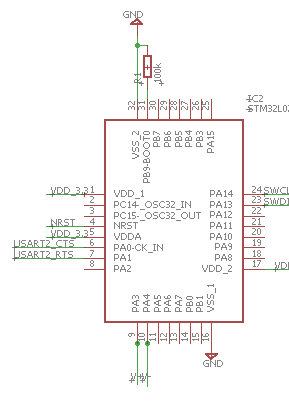 GND
R1
100k
IC2
STM32L0
32
31
30
29
28
27
26
25
VSS_2
PB9-BOOT0
PB7
PB6
PB5
PB4
PB3
PA15
VDD_3.3
1
VDD_1
2
PC14-_OSC32_IN
3
PC15-_OSC32_OUT
NRST
4
NRST
VDD_3.3
5
VDDA
USART2_CTS
6
PA0-CK_IN
USART2_RTS
7
PA1
8
PA2
PA14
24
SWCL
PA13
23
SWD
PA12
22
PA11
21
PA10
20
PA9
19
PA8
18
VDD_2
17
VD
PA3
PA4
PA5
PA6
PA7
PB0
PB1
VSS_1
9
10
11
12
13
14
15
16
GND